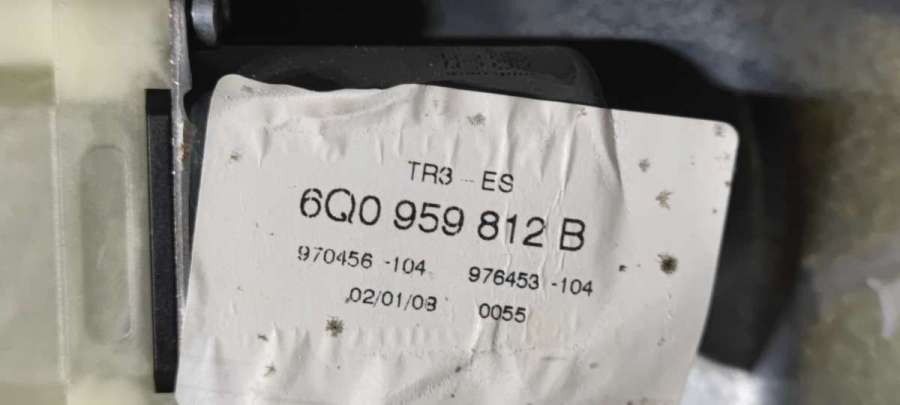 TR3 - ES
6Q0 959 812 B
970456 -104 976453 -104
02/01/08 0055